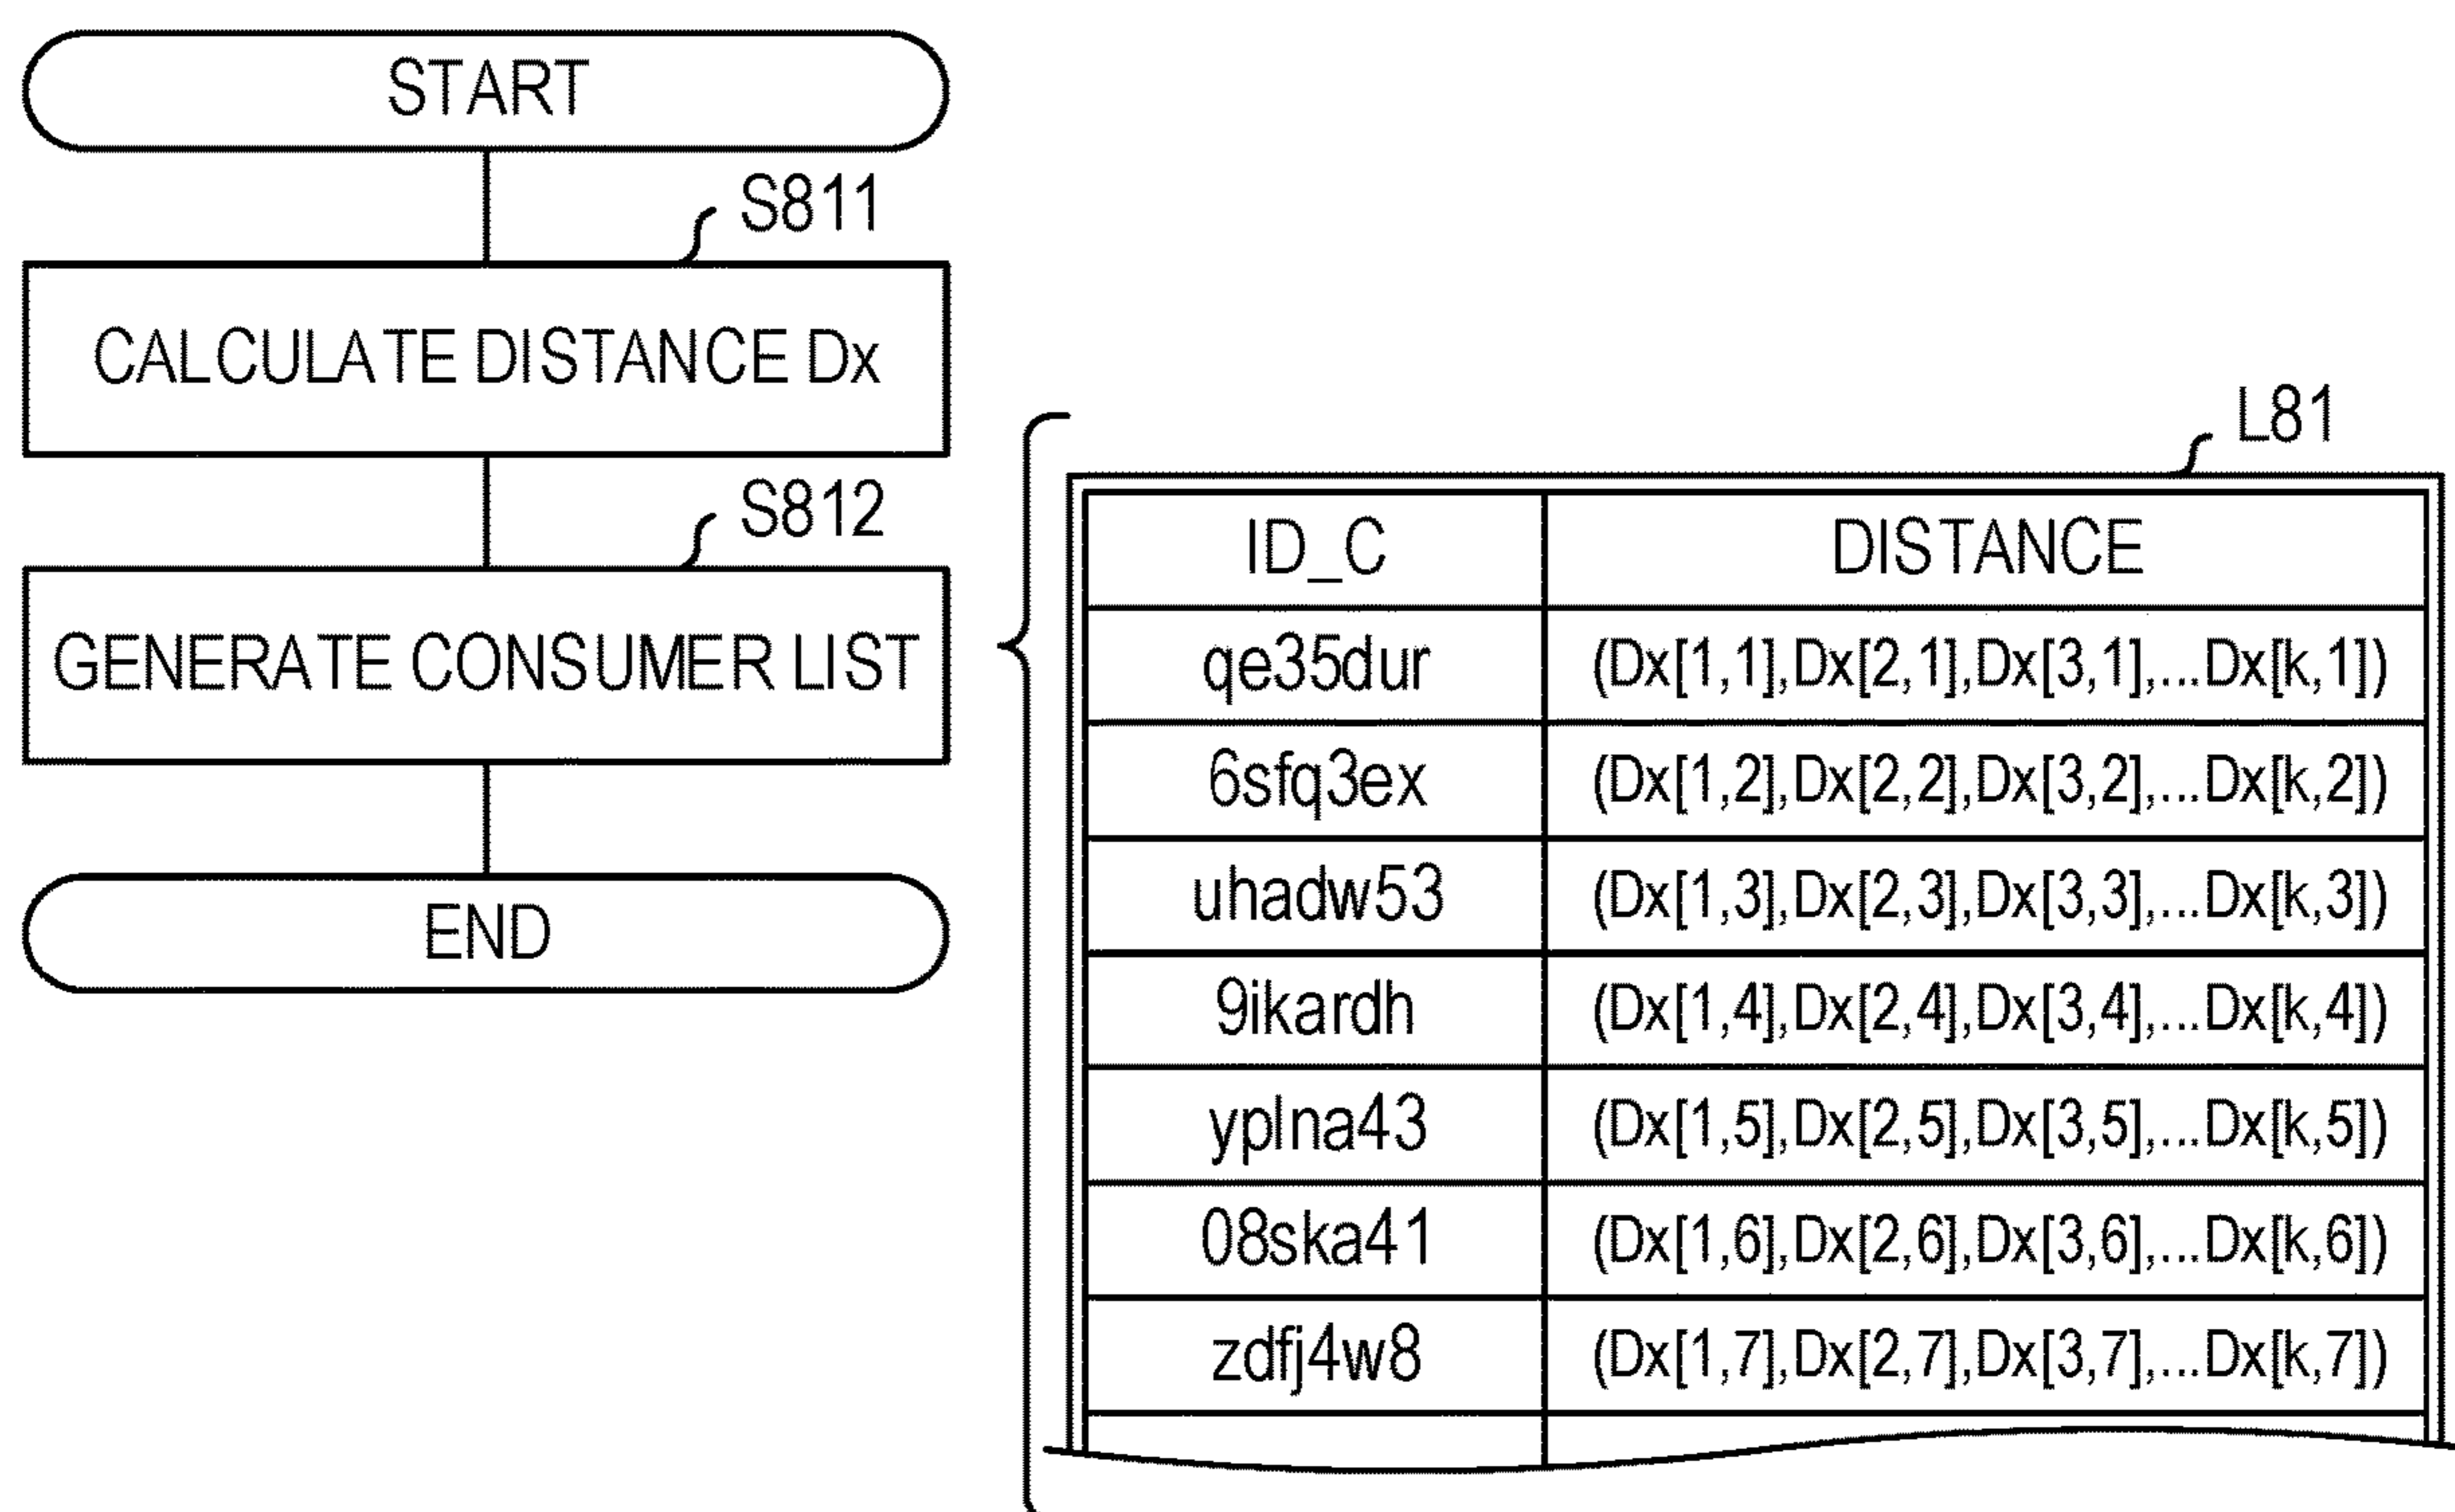 START
S811
CALCULATE DISTANCE Dx
S812
GENERATE CONSUMER LIST
END
L81
ID_C DISTANCE
qe35dur (Dx[1,1],Dx[2,1],Dx[3,1],...Dx[k,1])
6sfq3ex (Dx[1,2],Dx[2,2],Dx[3,2],...Dx[k,2])
uhadw53 (Dx[1,3],Dx[2,3],Dx[3,3],...Dx[k,3])
9ikardh (Dx[1,4],Dx[2,4],Dx[3,4],...Dx[k,4])
yplna43 (Dx[1,5],Dx[2,5],Dx[3,5],...Dx[k,5])
08ska41 (Dx[1,6],Dx[2,6],Dx[3,6],...Dx[k,6])
zdfj4w8 (Dx[1,7],Dx[2,7],Dx[3,7],...Dx[k,7])